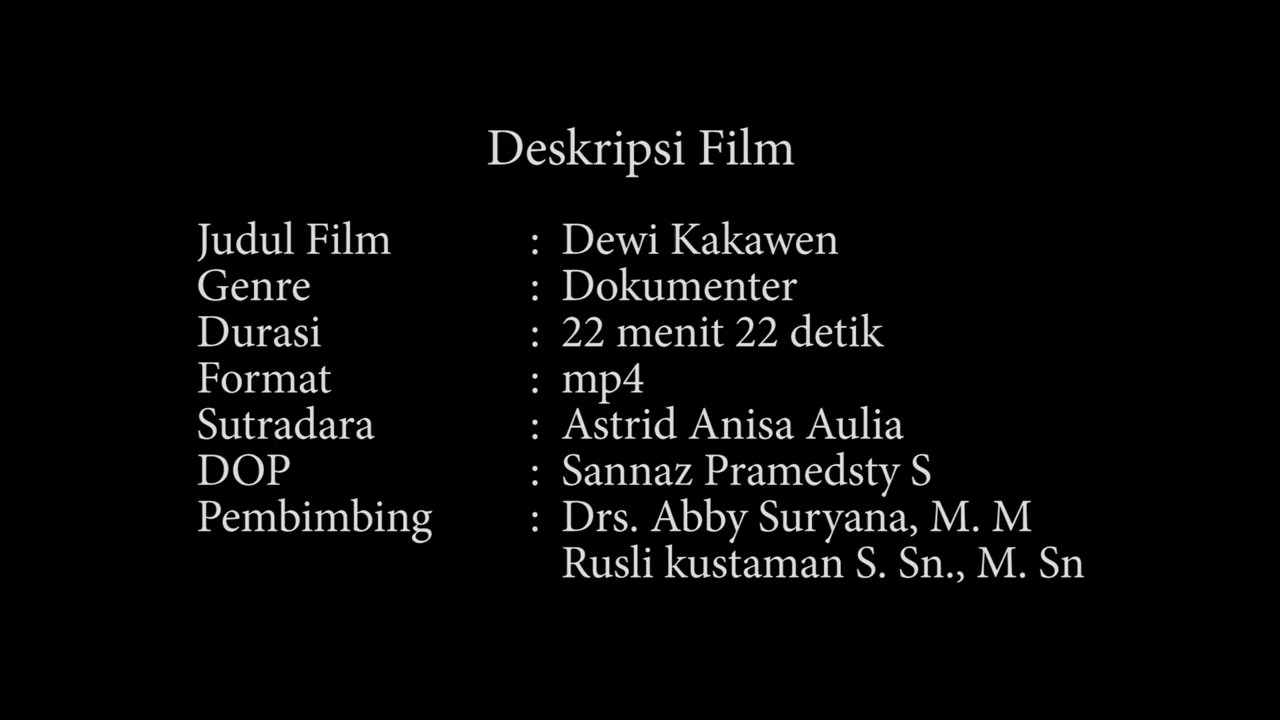 Deskripsi Film
Judul Film : Dewi Kakawen
Genre : Dokumenter
Durasi : 22 menit 22 detik
Format : mp4
Sutradara : Astrid Anisa Aulia
DOP : Sannaz Pramedsty S
Pembimbing : Drs. Abby Suryana, M. M
Rusli kustaman S. Sn., M. Sn